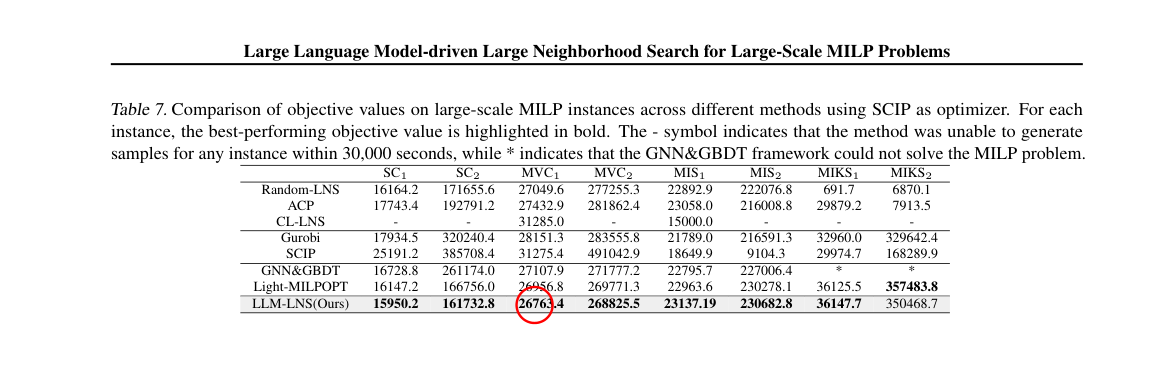 Large Language Model-driven Large Neighborhood Search for Large-Scale MILP Problems
Table 7. Comparison of objective values on large-scale MILP instances across different methods using SCIP as optimizer. For each
instance, the best-performing objective value is highlighted in bold. The - symbol indicates that the method was unable to generate
samples for any instance within 30,000 seconds, while * indicates that the GNN&GBDT framework could not solve the MILP problem.
SC₁ SC₂ MVC₁ MVC₂ MIS₁ MIS₂ MIKS₁ MIKS₂
Random-LNS 16164.2 171655.6 27049.6 277255.3 22892.9 222076.8 691.7 6870.1
ACP 17743.4 192791.2 27432.9 281862.4 23058.0 216008.8 29879.2 7913.5
CL-LNS - - 31285.0 - 15000.0 - - -
Gurobi 17934.5 320240.4 28151.3 283555.8 21789.0 216591.3 32960.0 329642.4
SCIP 25191.2 385708.4 31275.4 491042.9 18649.9 9104.3 29974.7 168289.9
GNN&GBDT 16728.8 261174.0 27107.9 271777.2 22795.7 227006.4 * *
Light-MILPOPT 16147.2 166756.0 26956.8 269771.3 22963.6 230278.1 36125.5 357483.8
LLM-LNS(Ours) 15950.2 161732.8 26763.4 268825.5 23137.19 230682.8 36147.7 350468.7